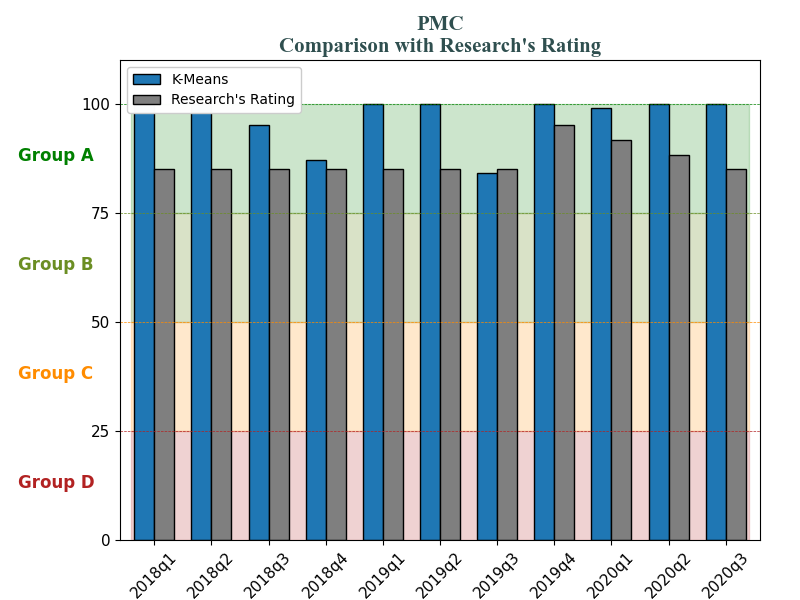 PMC
Comparison with Research's Rating
K-Means
Research's Rating
100
Group A
75
Group B
50
Group C
25
Group D
0
2018q1
2018q2
2018q3
2018q4
2019q1
2019q2
2019q3
2019q4
2020q1
2020q2
2020q3